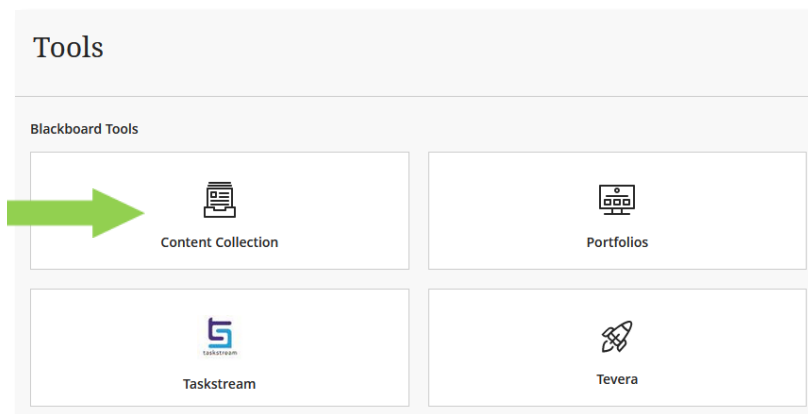 Tools
Blackboard Tools
Content Collection
Portfolios
taskstream
Taskstream
Tevera